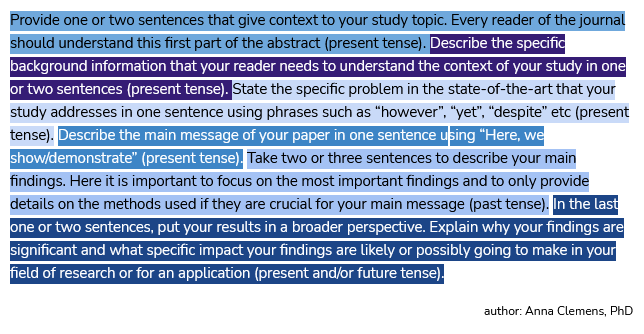 Provide one or two sentences that give context to your study topic. Every reader of the journal
should understand this first part of the abstract (present tense). Describe the specific
background information that your reader needs to understand the context of your study in one
or two sentences (present tense). State the specific problem in the state-of-the-art that your
study addresses in one sentence using phrases such as “however”, “yet”, “despite” etc (present
tense). Describe the main message of your paper in one sentence using “Here, we
show/demonstrate” (present tense). Take two or three sentences to describe your main
findings. Here it is important to focus on the most important findings and to only provide
details on the methods used if they are crucial for your main message (past tense). In the last
one or two sentences, put your results in a broader perspective. Explain why your findings are
significant and what specific impact your findings are likely or possibly going to make in your
field of research or for an application (present and/or future tense).
author: Anna Clemens, PhD